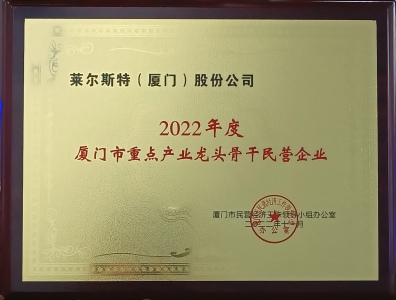 莱尔斯特（厦门）股份公司
2022年度
厦门市重点产业龙头骨干民营企业
厦门市民营经济工作领导小组办公室